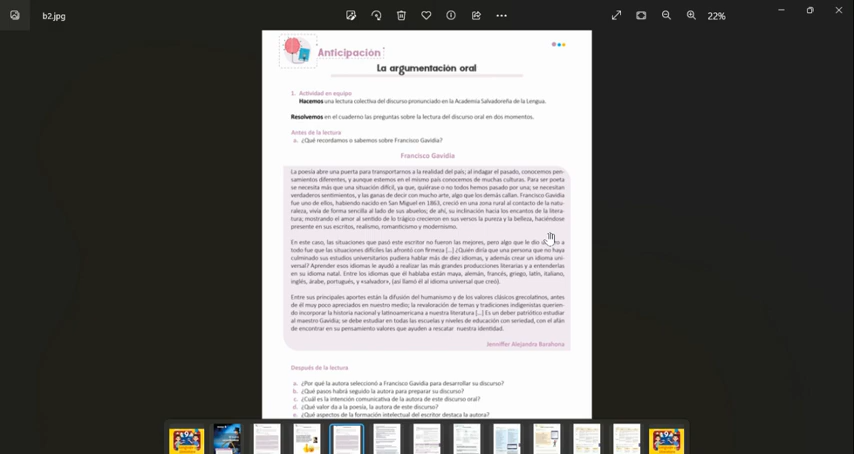 b2.jpg
22%
Anticipación
La argumentación oral
1. Actividad en equipo
Hacemos una lectura colectiva del discurso pronunciado en la Academia Salvadoreña de la Lengua.
Resolvemos en el cuaderno las preguntas sobre la lectura del discurso oral en dos momentos.
Antes de la lectura
a. ¿Qué recordamos o sabemos sobre Francisco Gavidia?
Francisco Gavidia
La poesía abre una puerta para transportarnos a la realidad del país; al indagar el pasado, conocemos pen-
samientos diferentes, y aunque estemos en el mismo país conocemos de muchas culturas. Para ser poeta
se necesita más que una situación difícil, ya que, quiérase o no todos hemos pasado por una; se necesitan
verdaderos sentimientos, y las ganas de decir con mucho arte, algo que los demás callan. Francisco Gavidia
fue uno de ellos, habiendo nacido en San Miguel en 1863, creció en una zona rural al contacto de la natu-
raleza, vivía de forma sencilla al lado de sus abuelos; de ahí, su inclinación hacia los encantos de la litera-
tura; mostrando el amor al sentido de lo trágico crecieron en sus versos la pureza y la belleza, haciéndose
presente en sus escritos, realismo, romanticismo y modernismo.
En este caso, las situaciones que pasó este escritor no fueron las mejores, pero algo que le dio a
todo fue que las situaciones difíciles las afrontó con firmeza [...] ¿Quién diría que una persona que no haya
culminado sus estudios universitarios pudiera hablar más de diez idiomas, y además crear un idioma uni-
versal? Aprender esos idiomas le ayudó a realizar las más grandes producciones literarias y a entenderlas
en su idioma natal. Entre los idiomas que él hablaba están maya, alemán, francés, griego, latín, italiano,
inglés, árabe, portugués, y «salvador», (así llamó él al idioma universal que creó).
Entre sus principales aportes están la difusión del humanismo y de los valores clásicos grecolatinos, antes
de él muy poco apreciados en nuestro medio; la revaloración de temas y tradiciones indigenistas querien-
do incorporar la historia nacional y latinoamericana a nuestra literatura [...] Es un deber patriótico estudiar
al maestro Gavidia; se debe estudiar en todas las escuelas y niveles de educación con seriedad, con el afán
de encontrar en su pensamiento valores que ayuden a rescatar nuestra identidad.
Jenniffer Alejandra Barahona
Después de la lectura
a. ¿Por qué la autora seleccionó a Francisco Gavidia para desarrollar su discurso?
b. ¿Qué pasos habrá seguido la autora para preparar su discurso?
c. ¿Cuál es la intención comunicativa de la autora de este discurso oral?
d. ¿Qué valor da a la poesía, la autora de este discurso?
e. ¿Qué aspectos de la formación intelectual del escritor destaca la autora?